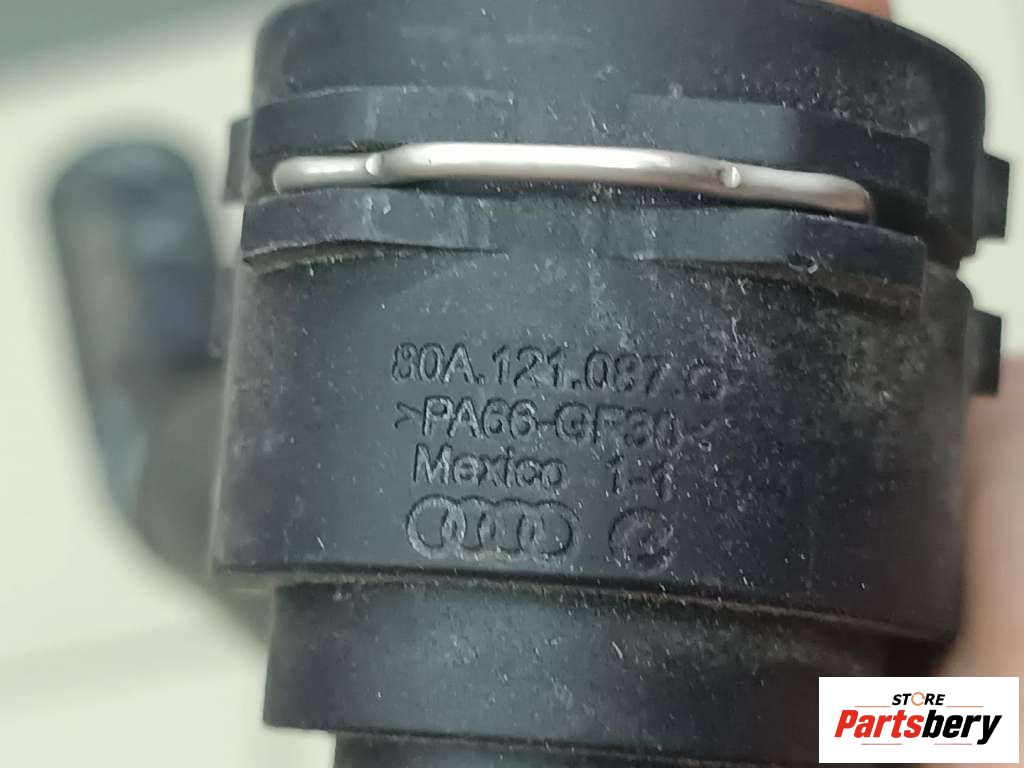 80A.121.087.
>PA66-GF30<
Mexico 1-1
STORE
Partsbery